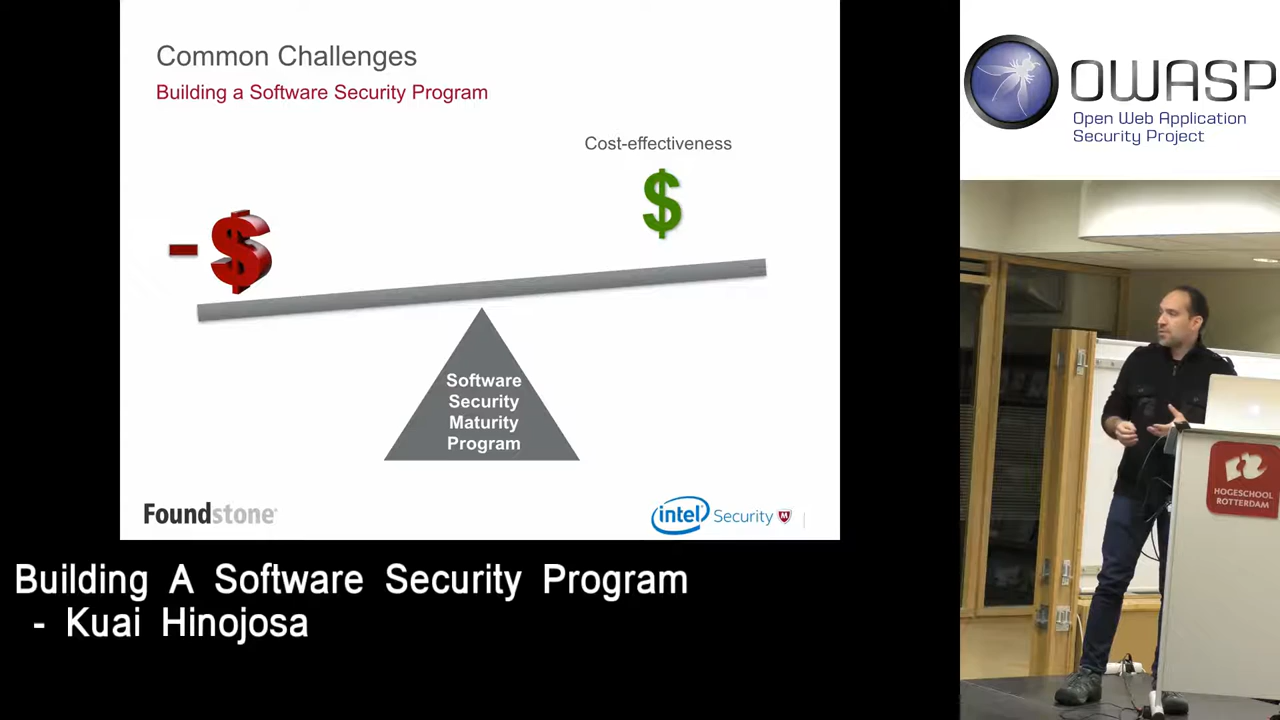 Common Challenges
Building a Software Security Program
Cost-effectiveness
$
- $
Software
Security
Maturity
Program
Foundstone
intel Security
OWASP
Open Web Application
Security Project
HOGESCHOOL
ROTTERDAM
Building A Software Security Program
- Kuai Hinojosa